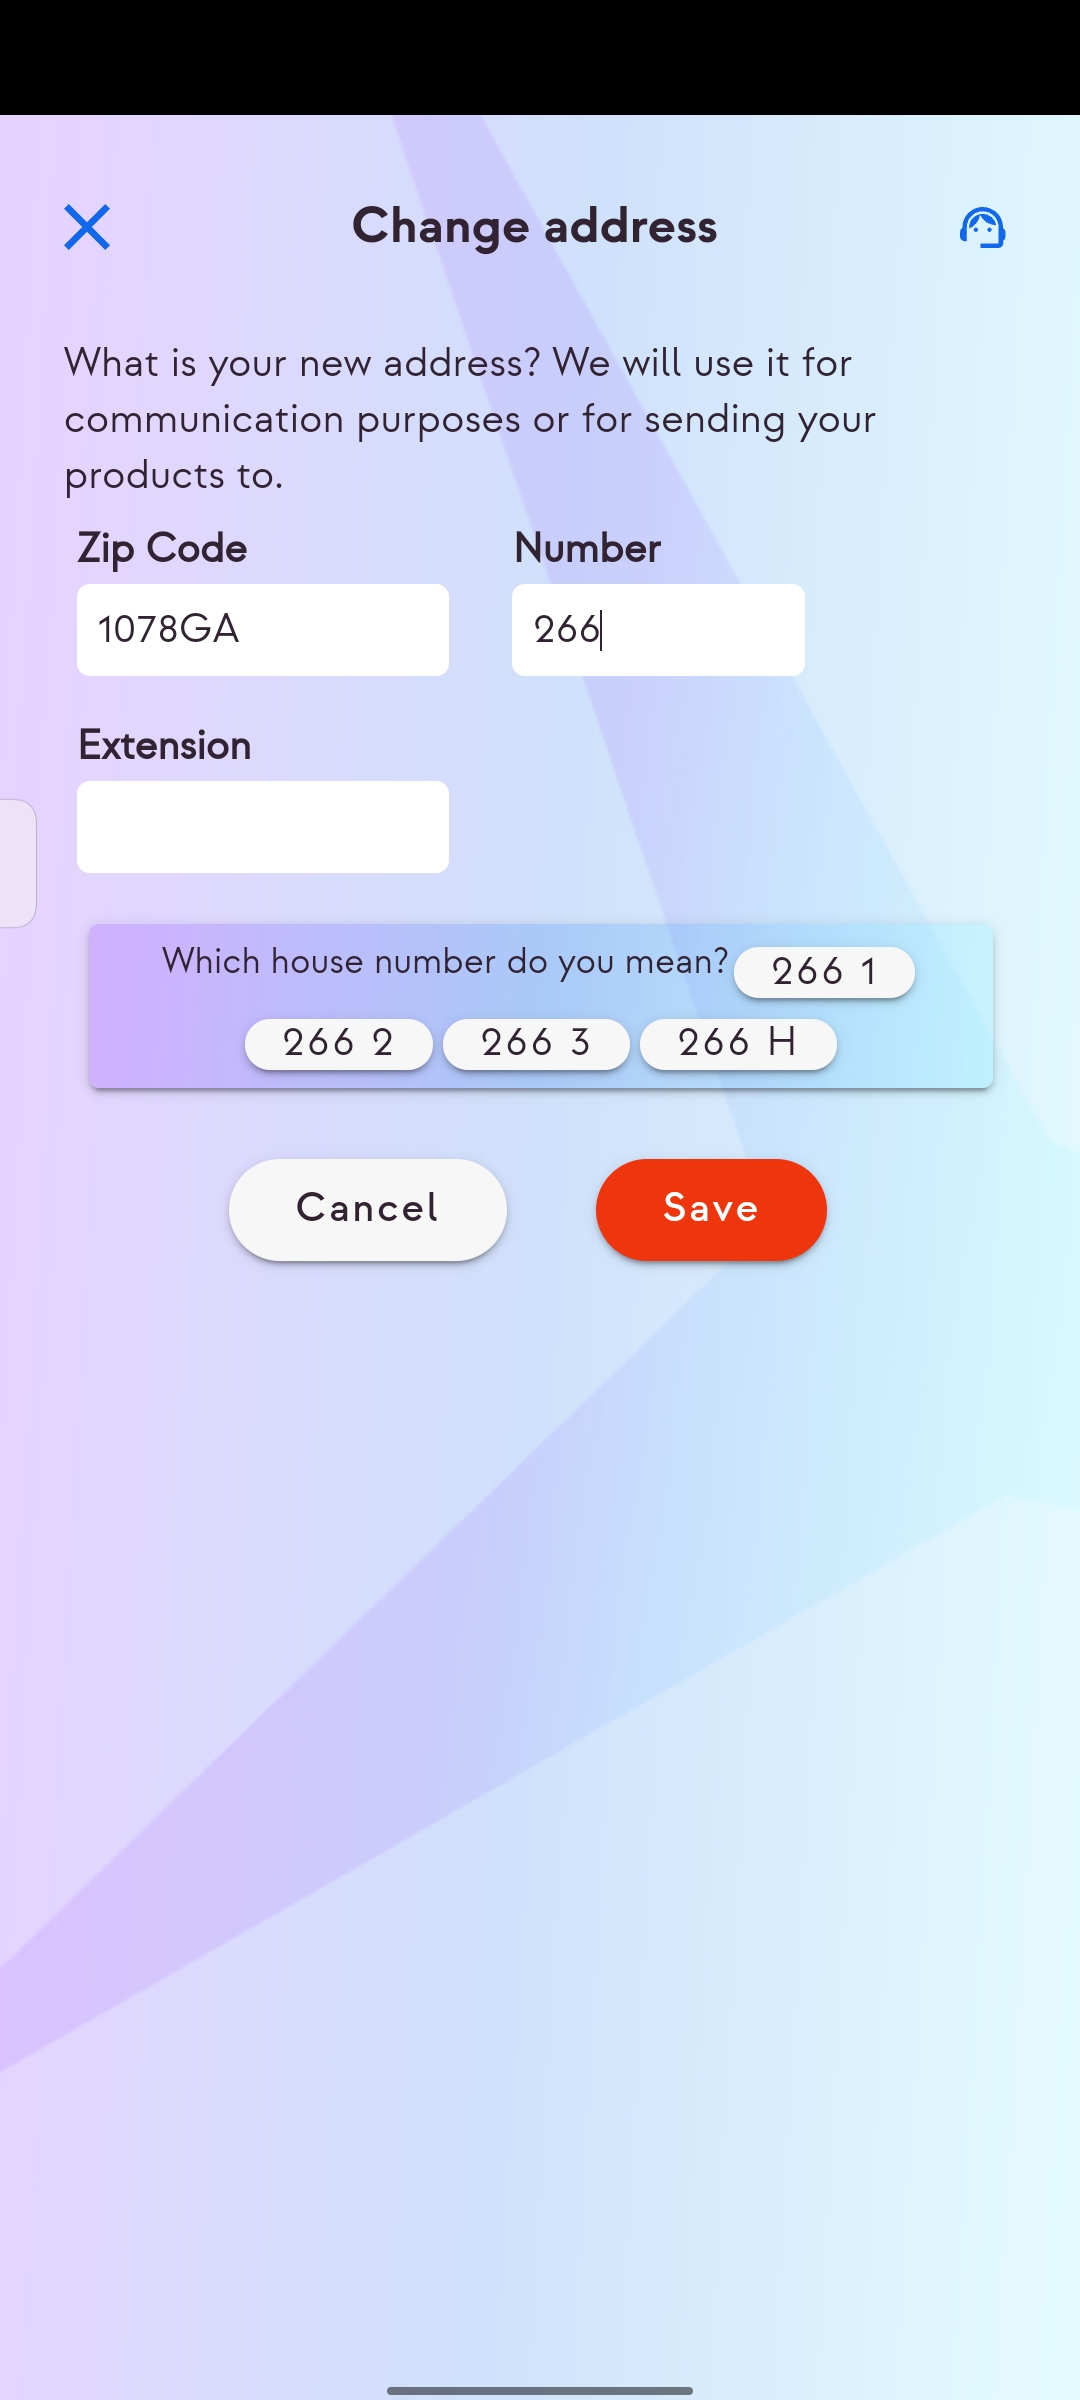 Change address
What is your new address? We will use it for
communication purposes or for sending your
products to.
Zip Code
Number
1078GA
266
Extension
Which house number do you mean? 266 1
266 2 266 3 266 H
Cancel
Save